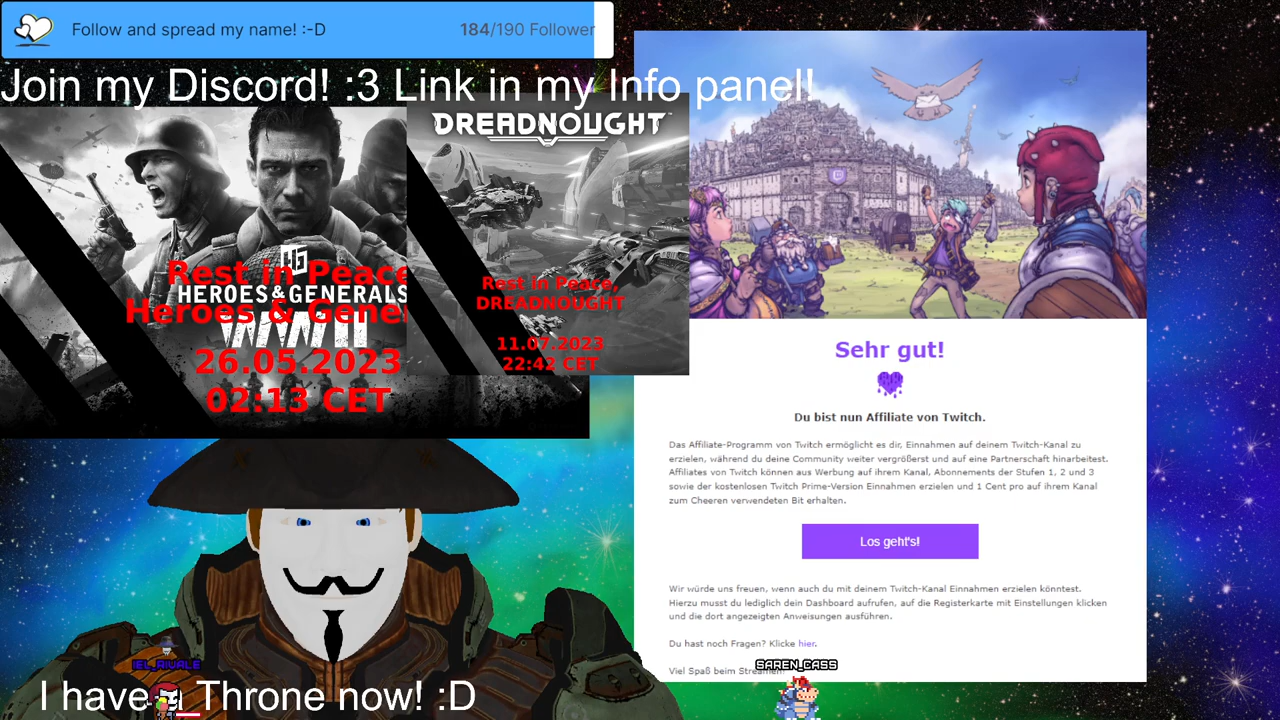 Follow and spread my name! :-D
184/190 Follower
Join my Discord! :3 Link in my Info panel!
DREADNOUGHT
Rest in Peace
HEROES & GENERALS
Heroes & Gener
WWII
26.05.2023
02:13 CET
Rest in Peace,
DREADNOUGHT
11.07.2023
22:42 CET
Sehr gut!
Du bist nun Affiliate von Twitch.
Das Affiliate-Programm von Twitch ermöglicht es dir, Einnahmen auf deinem Twitch-Kanal zu
erzielen, während du deine Community weiter vergrößerst und auf eine Partnerschaft hinarbeitest.
Affiliates von Twitch können aus Werbung auf ihrem Kanal, Abonnements der Stufen 1, 2 und 3
sowie der kostenlosen Twitch Prime-Version Einnahmen erzielen und 1 Cent pro auf ihrem Kanal
zum Cheeren verwendeten Bit erhalten.
Los geht's!
Wir würde uns freuen, wenn auch du mit deinem Twitch-Kanal Einnahmen erzielen könntest.
Hierzu musst du lediglich dein Dashboard aufrufen, auf die Registerkarte mit Einstellungen klicken
und die dort angezeigten Anweisungen ausführen.
Du hast noch Fragen? Klicke hier.
Viel Spaß beim Streamen!
IEL_RIVALE
SAREN_CASS
I have a Throne now! :D